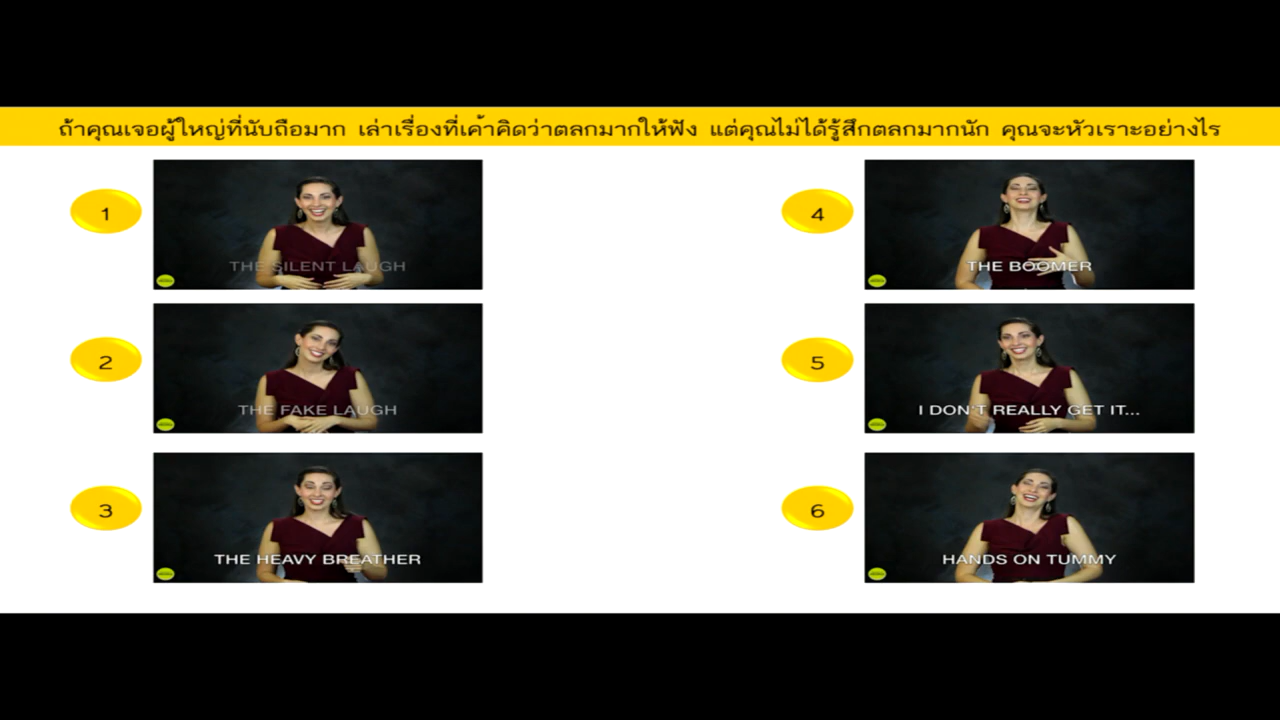 ถ้าคุณเจอผู้ใหญ่ที่นับถือมาก เล่าเรื่องที่เค้าคิดว่าตลกมากให้ฟัง แต่คุณไม่ได้รู้สึกตลกมากนัก คุณจะหัวเราะอย่างไร
1
THE SILENT LAUGH
2
THE FAKE LAUGH
3
THE HEAVY BREATHER
4
THE BOOMER
5
I DON'T REALLY GET IT...
6
HANDS ON TUMMY